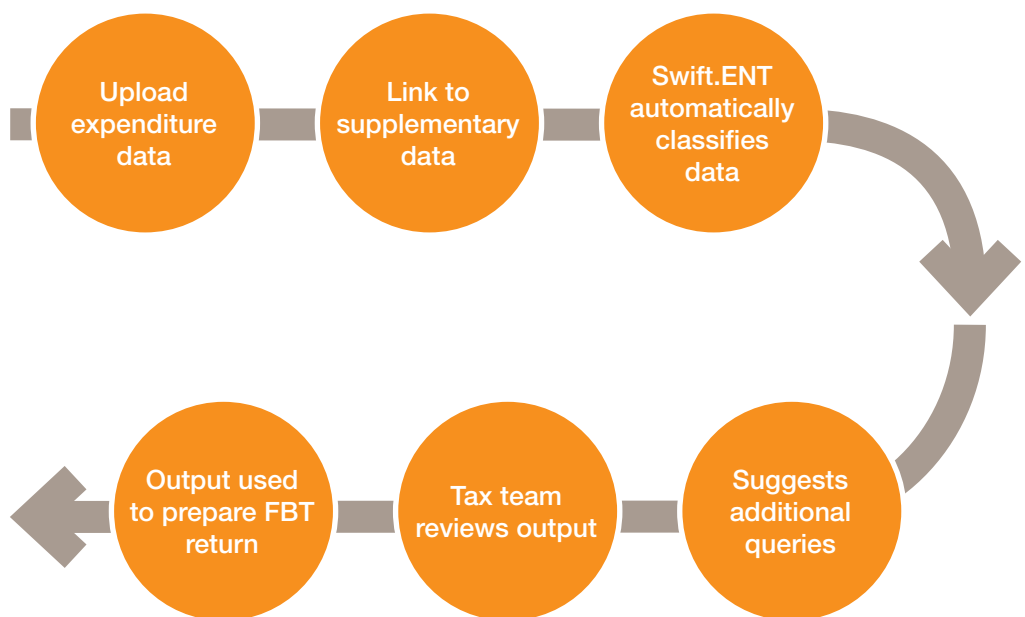 Upload
expenditure
data
Link to
supplementary
data
Swift.ENT
automatically
classifies
data
Suggests
additional
queries
Tax team
reviews output
Output used
to prepare FBT
return